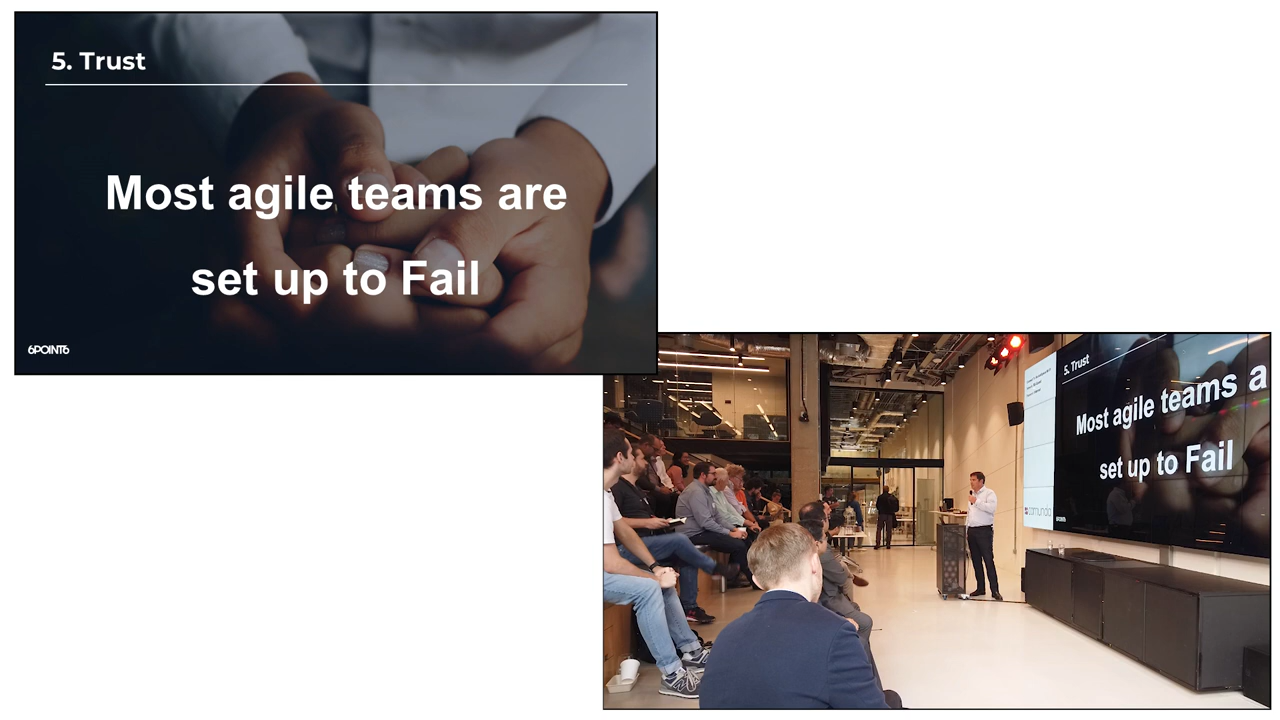 5. Trust
Most agile teams are
set up to Fail
6POINT6
5. Trust
Most agile teams a
set up to Fail
camunda